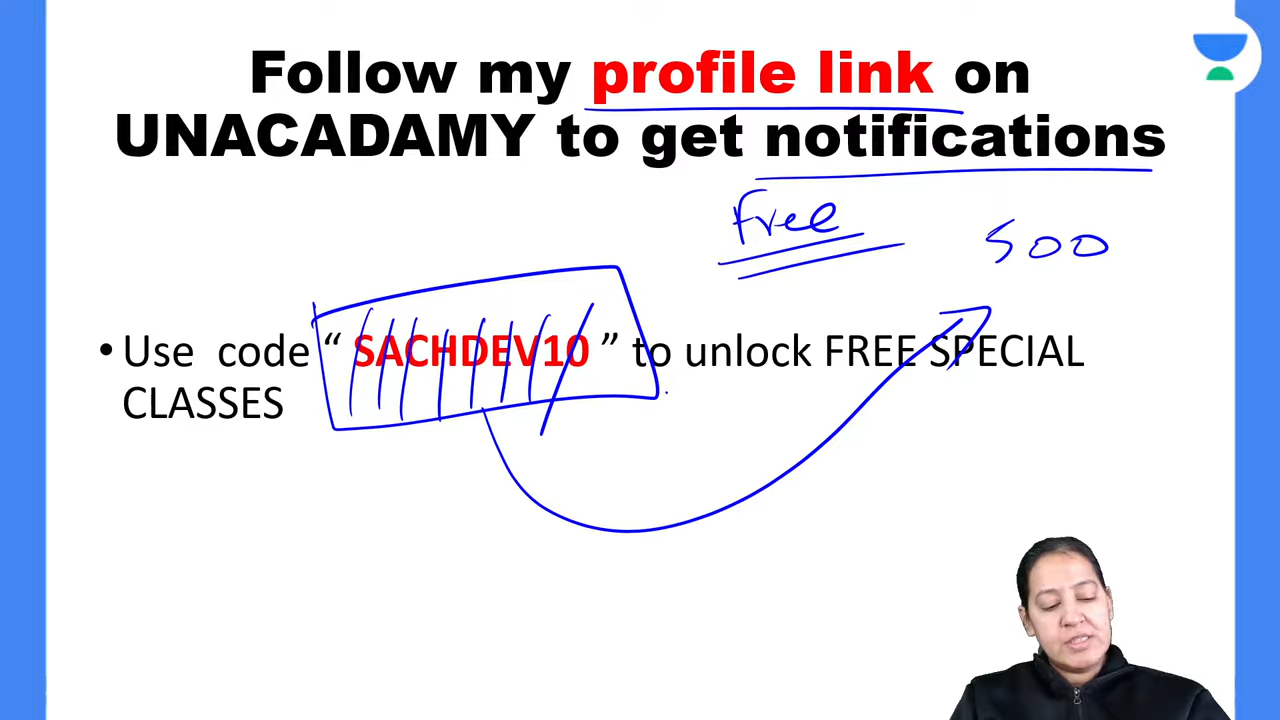 Follow my profile link on
UNACADAMY to get notifications
Free
500
• Use code “ SACHDEV10 ” to unlock FREE SPECIAL
CLASSES